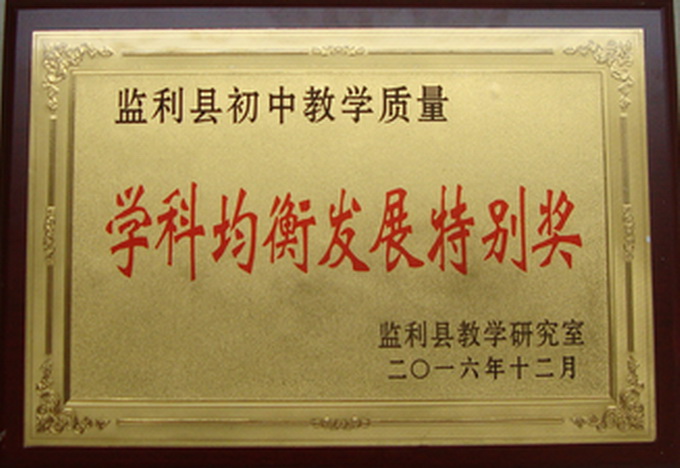 监利县初中教学质量
学科均衡发展特别奖
监利县教学研究室
二〇一六年十二月